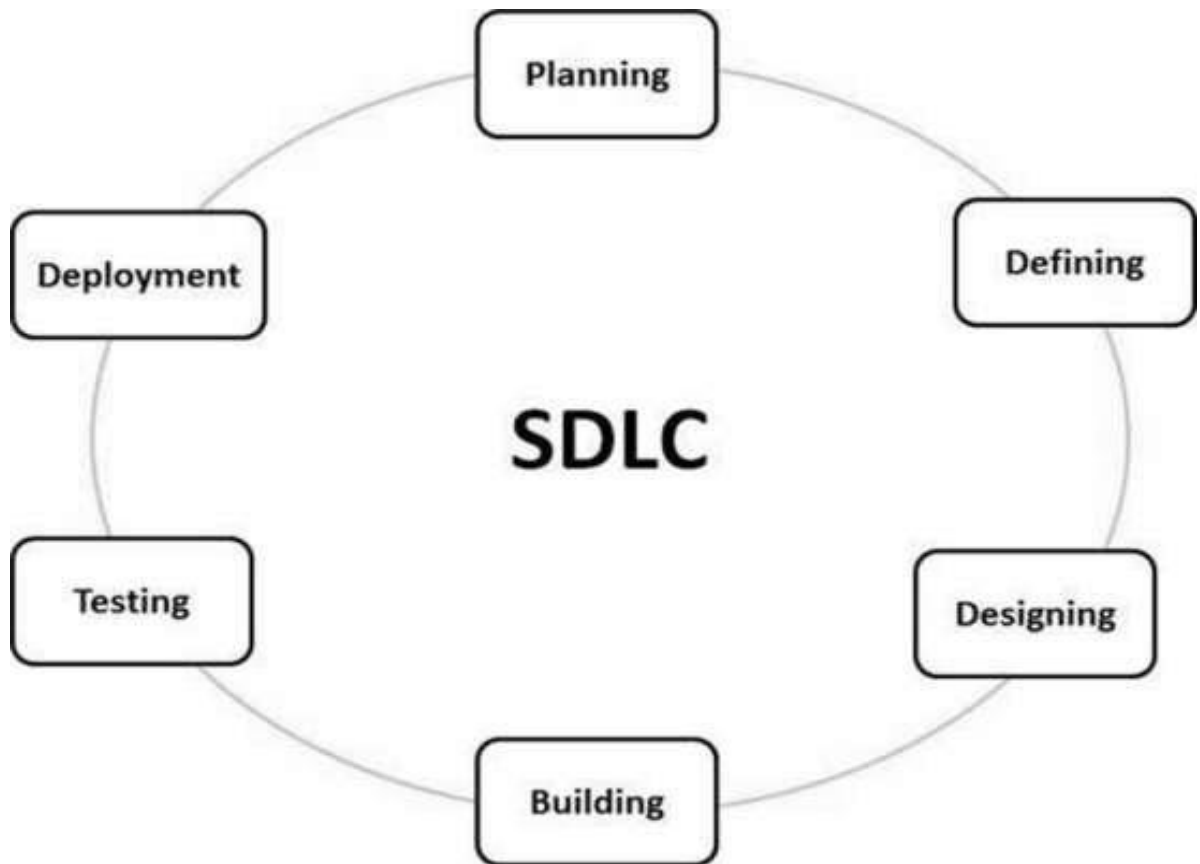 Planning
Defining
Deployment
SDLC
Designing
Testing
Building